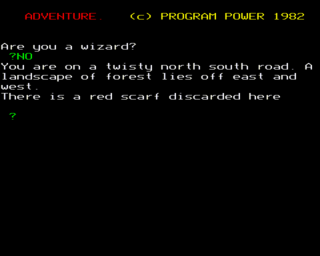 ADVENTURE. (c) PROGRAM POWER 1982
Are you a wizard?
?NO
You are on a twisty north south road. A
landscape of forest lies off east and
west.
There is a red scarf discarded here
?